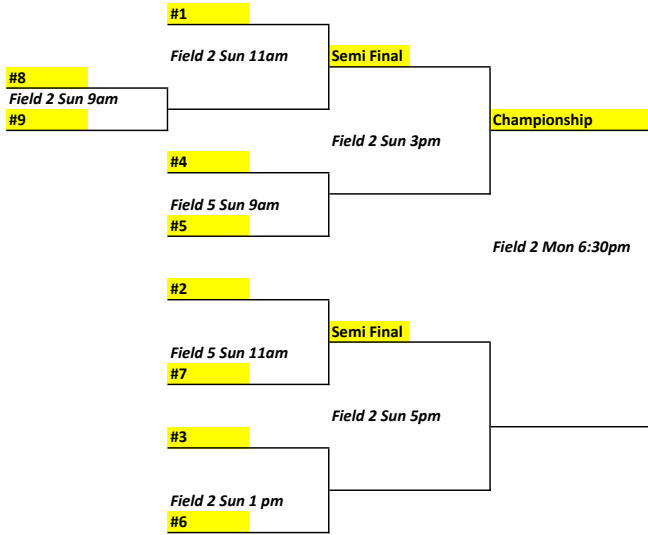 #1
Field 2 Sun 11am
Semi Final
#8
Field 2 Sun 9am
#9
Championship
Field 2 Sun 3pm
#4
Field 5 Sun 9am
#5
Field 2 Mon 6:30pm
#2
Semi Final
Field 5 Sun 11am
#7
Field 2 Sun 5pm
#3
Field 2 Sun 1 pm
#6